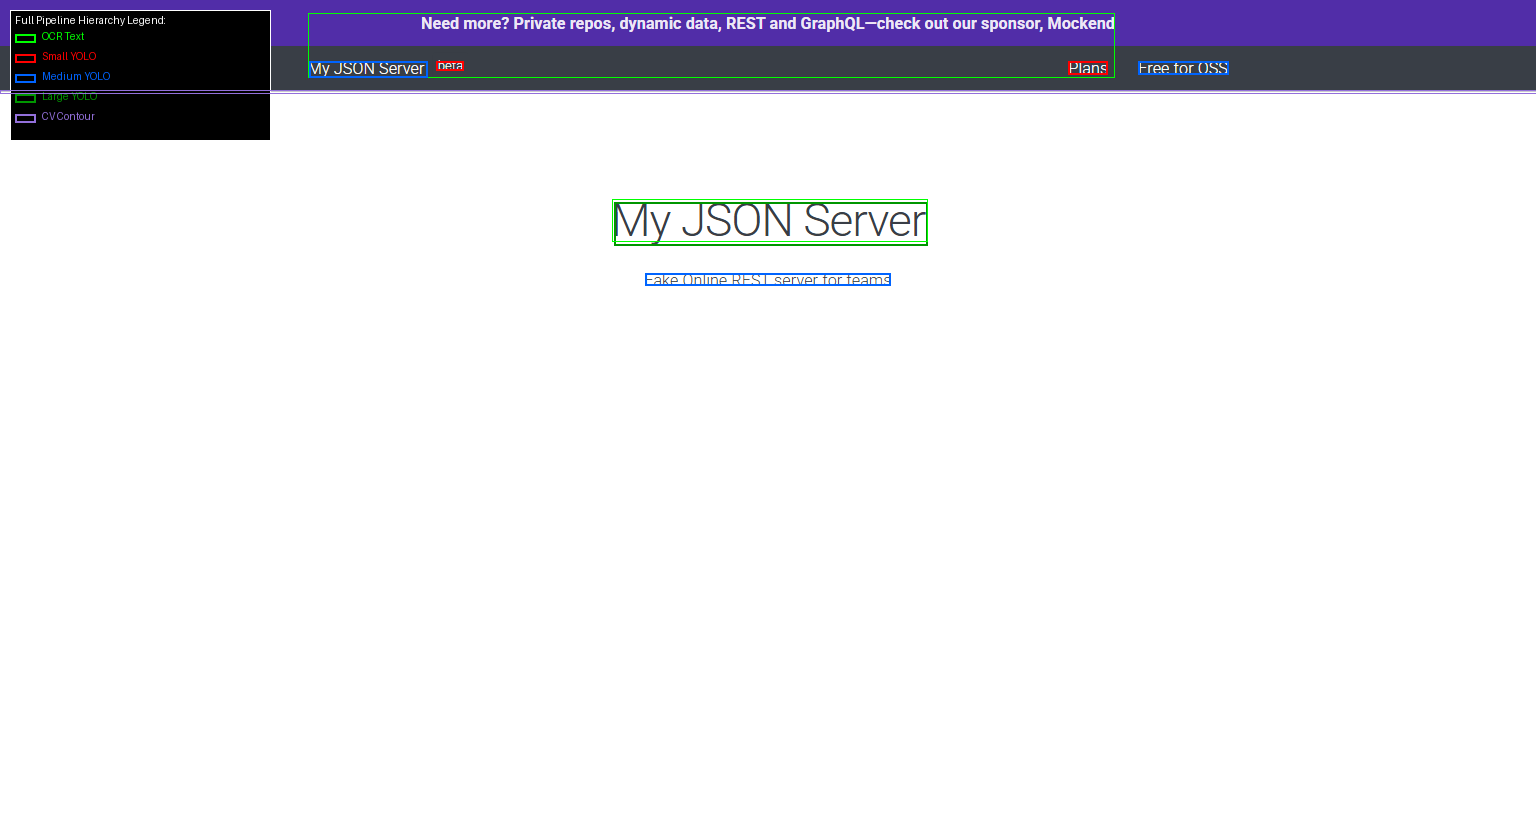 Full Pipeline Hierarchy Legend:
OCR Text
Small YOLO
Medium YOLO
Large YOLO
CV Contour
Need more? Private repos, dynamic data, REST and GraphQL—check out our sponsor, Mockend
My JSON Server beta
Plans
Free for OSS
My JSON Server
Fake Online REST server for teams